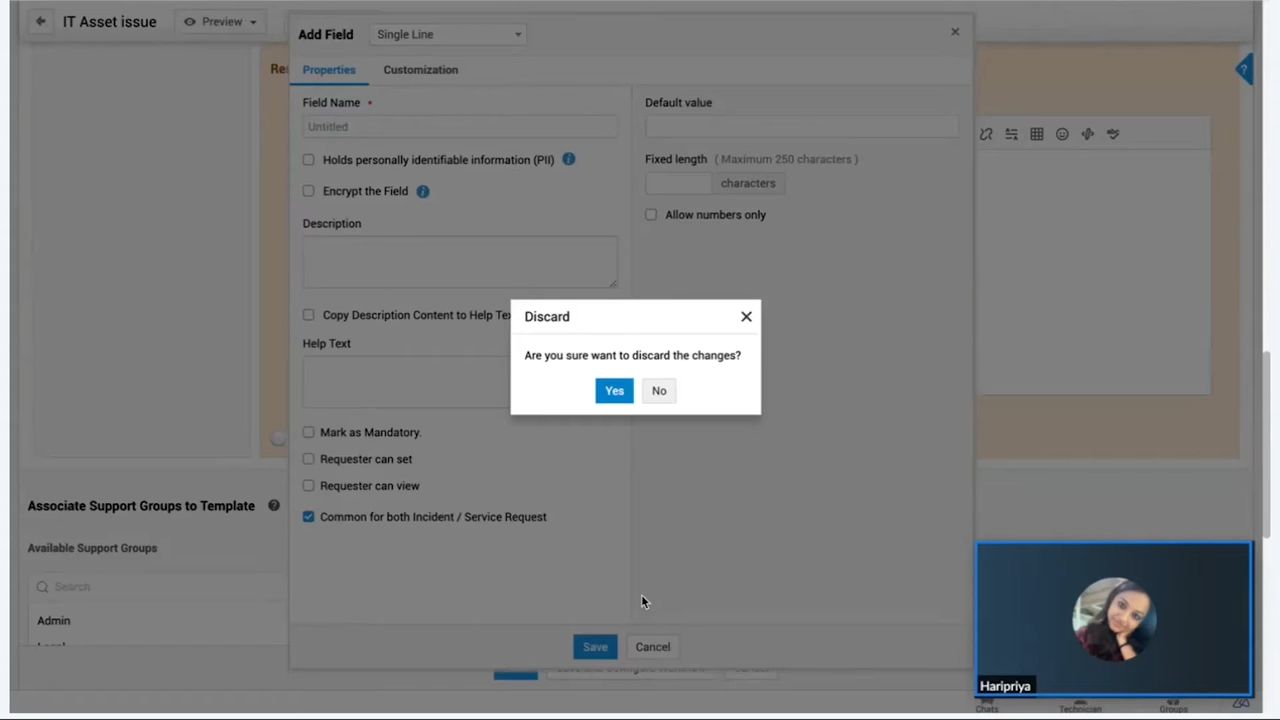 IT Asset issue
Preview
Add Field
Single Line
Properties
Customization
Field Name *
Untitled
Holds personally identifiable information (PII)
Encrypt the Field
Description
Copy Description Content to Help Tex
Help Text
Mark as Mandatory.
Requester can set
Requester can view
Common for both Incident / Service Request
Default value
Fixed length ( Maximum 250 characters )
characters
Allow numbers only
Discard
Are you sure want to discard the changes?
Yes
No
Save
Cancel
Associate Support Groups to Template
Available Support Groups
Search
Admin
Haripriya
Chats
Technician
Groups